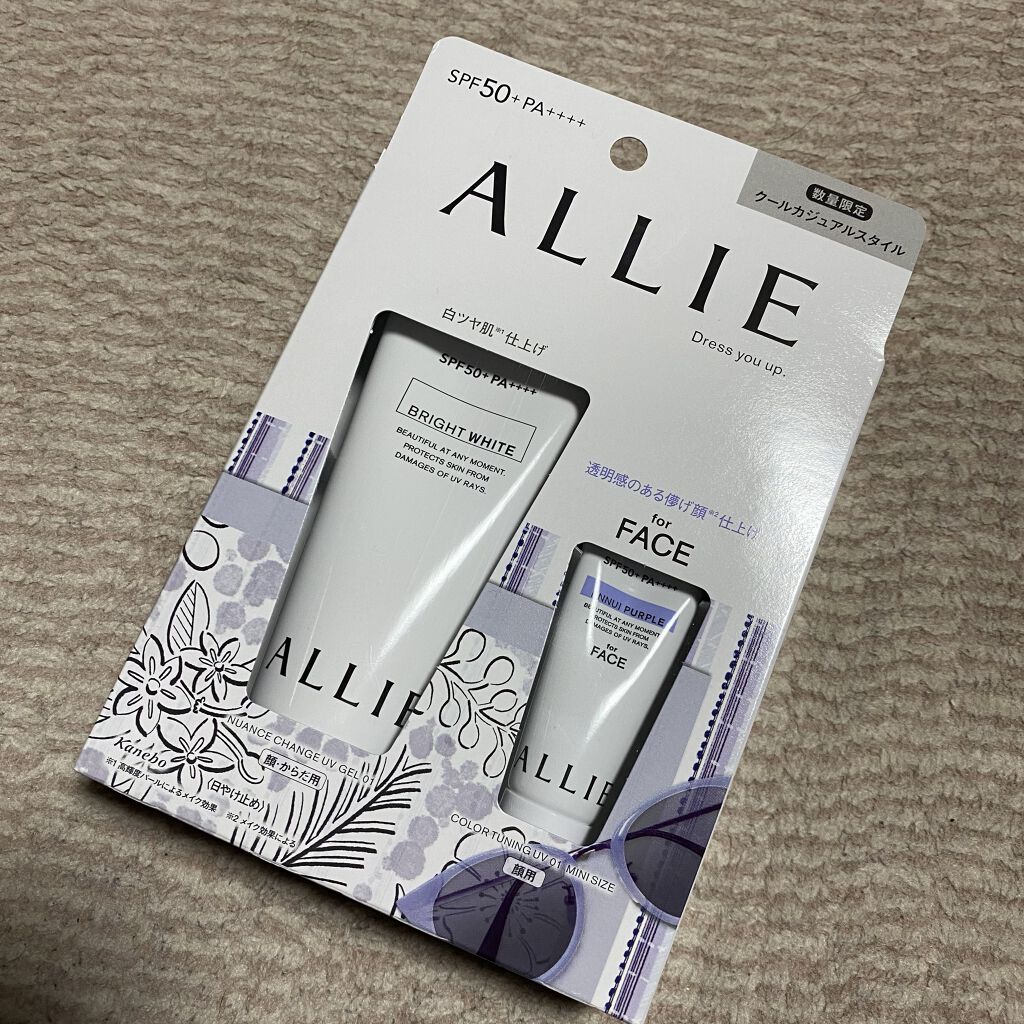 SPF50+PA++++
数量限定
クールカジュアルスタイル
ALLIE
Dress you up.
白ツヤ肌※1仕上げ
SPF50+PA++++
BRIGHT WHITE
BEAUTIFUL AT ANY MOMENT.
PROTECTS SKIN FROM
DAMAGES OF UV RAYS.
ALLIE
透明感のある儚げ顔※2仕上げ
for
FACE
SPF50+PA++++
NNUI PURPLE
BEAUTIFUL AT ANY MOMENT.
PROTECTS SKIN FROM
DAMAGES OF UV RAYS.
for
FACE
ALLIE
NUANCE CHANGE UV GEL 01
顔・からだ用
Kanebo
〈日やけ止め〉
※1 高輝度パールによるメイク効果 ※2 メイク効果による
COLOR TUNING UV 01 MINI SIZE
顔用